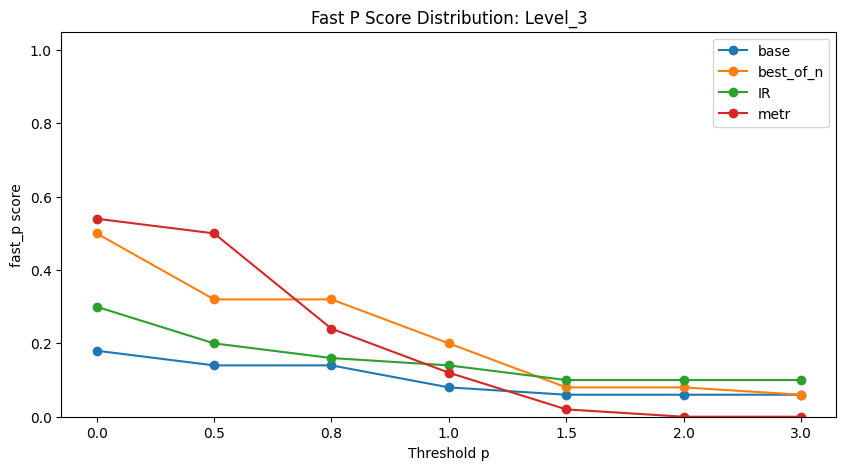 Fast P Score Distribution: Level_3
base
best_of_n
IR
metr
fast_p score
1.0
0.8
0.6
0.4
0.2
0.0
0.0 0.5 0.8 1.0 1.5 2.0 3.0
Threshold p